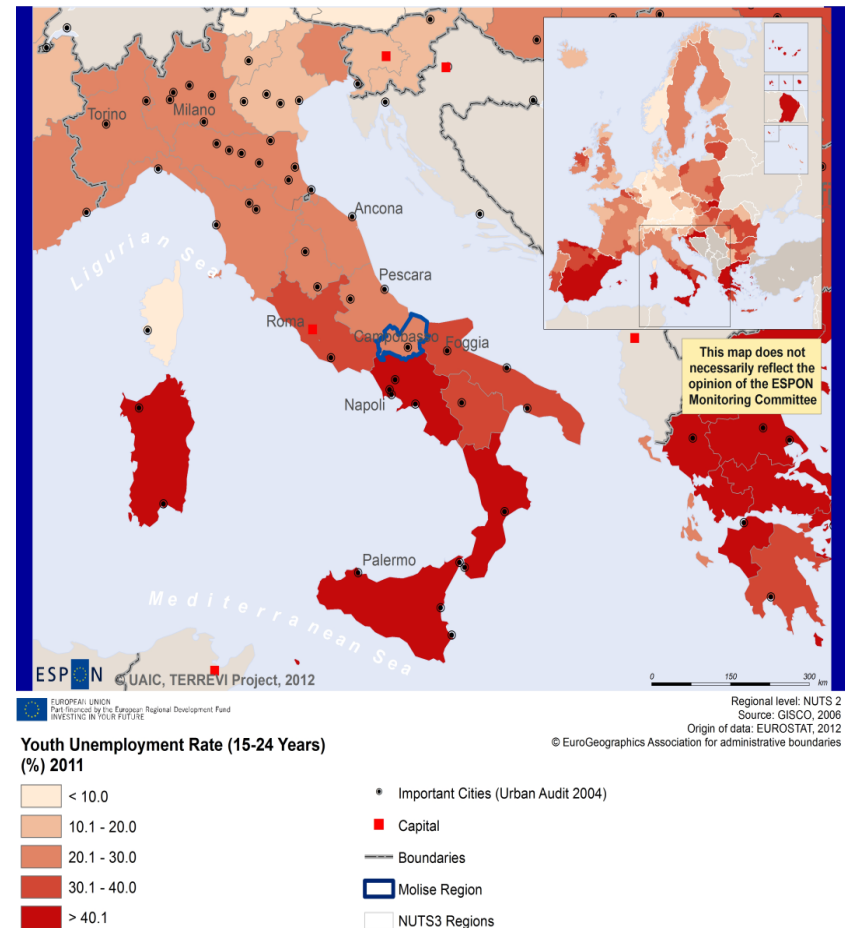 Torino
Milano
Ligurian Sea
Ancona
Pescara
Roma
Campobasso
Foggia
Napoli
Palermo
Mediterranean Sea
This map does not
necessarily reflect the
opinion of the ESPON
Monitoring Committee
ESPON
© UAIC, TERREVI Project, 2012
0 150 300
km
EUROPEAN UNION
Part-financed by the European Regional Development Fund
INVESTING IN YOUR FUTURE
Regional level: NUTS 2
Source: GISCO, 2006
Origin of data: EUROSTAT, 2012
© EuroGeographics Association for administrative boundaries
Youth Unemployment Rate (15-24 Years)
(%) 2011
< 10.0
10.1 - 20.0
20.1 - 30.0
30.1 - 40.0
> 40.1
Important Cities (Urban Audit 2004)
Capital
Boundaries
Molise Region
NUTS3 Regions